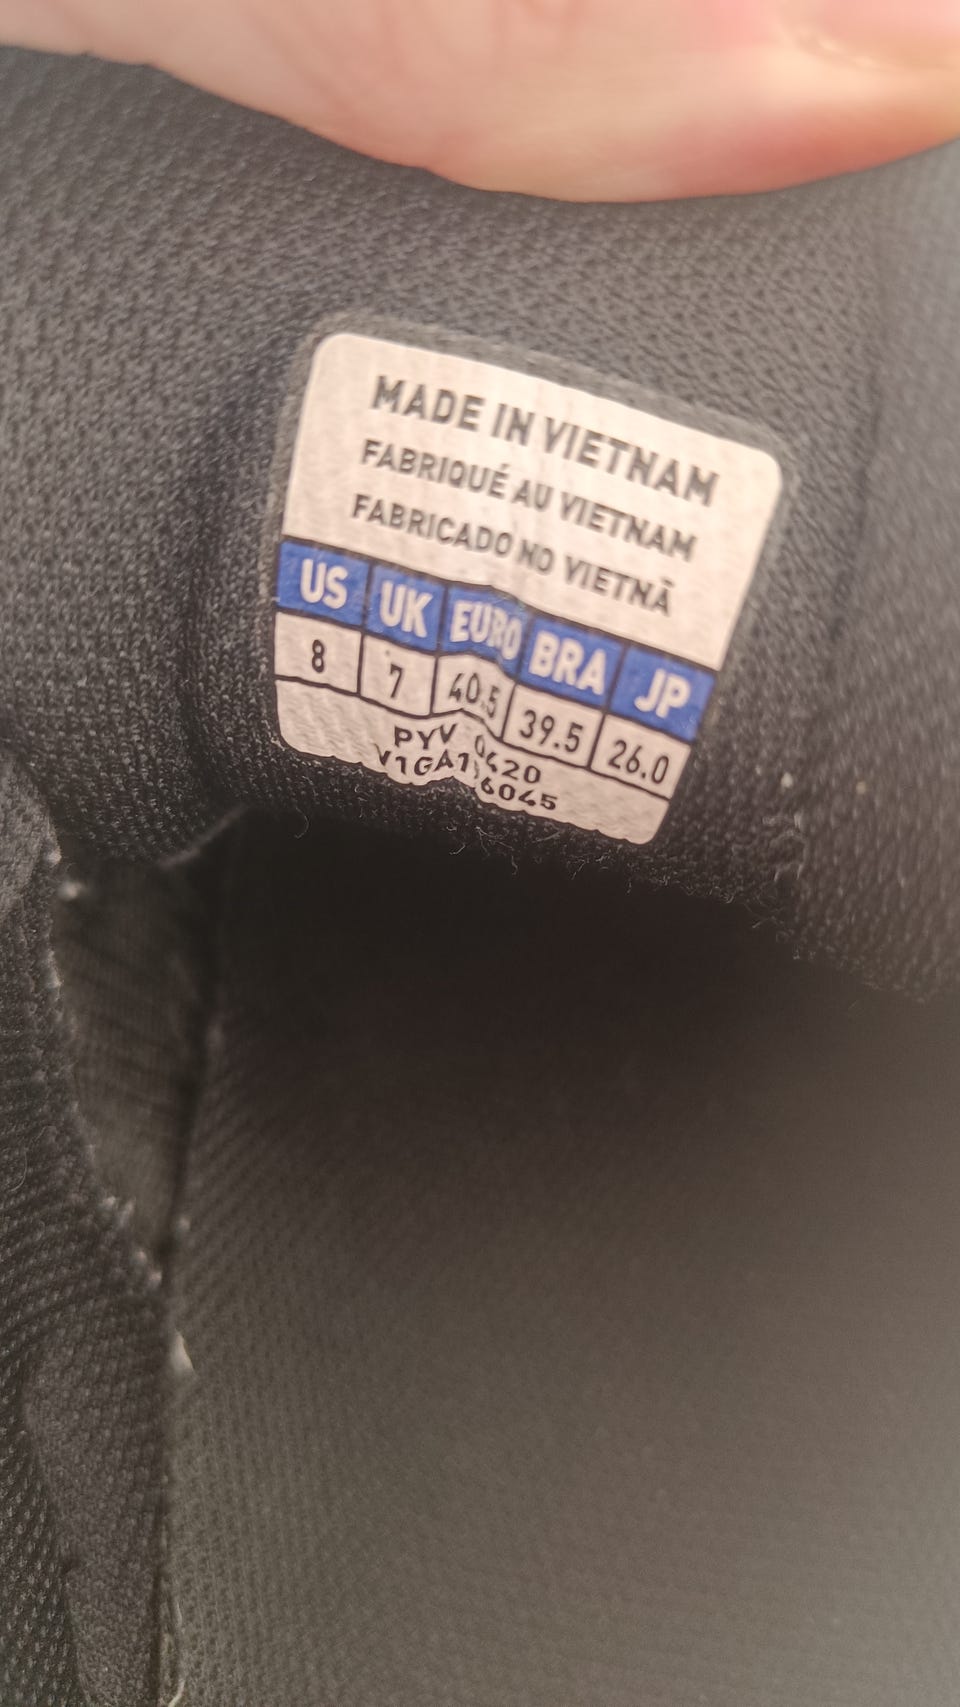 MADE IN VIETNAM
FABRIQUÉ AU VIETNAM
FABRICADO NO VIETNÃ
US UK EURO BRA JP
8 7 40.5 39.5 26.0
PYV 0420
V1GA196045